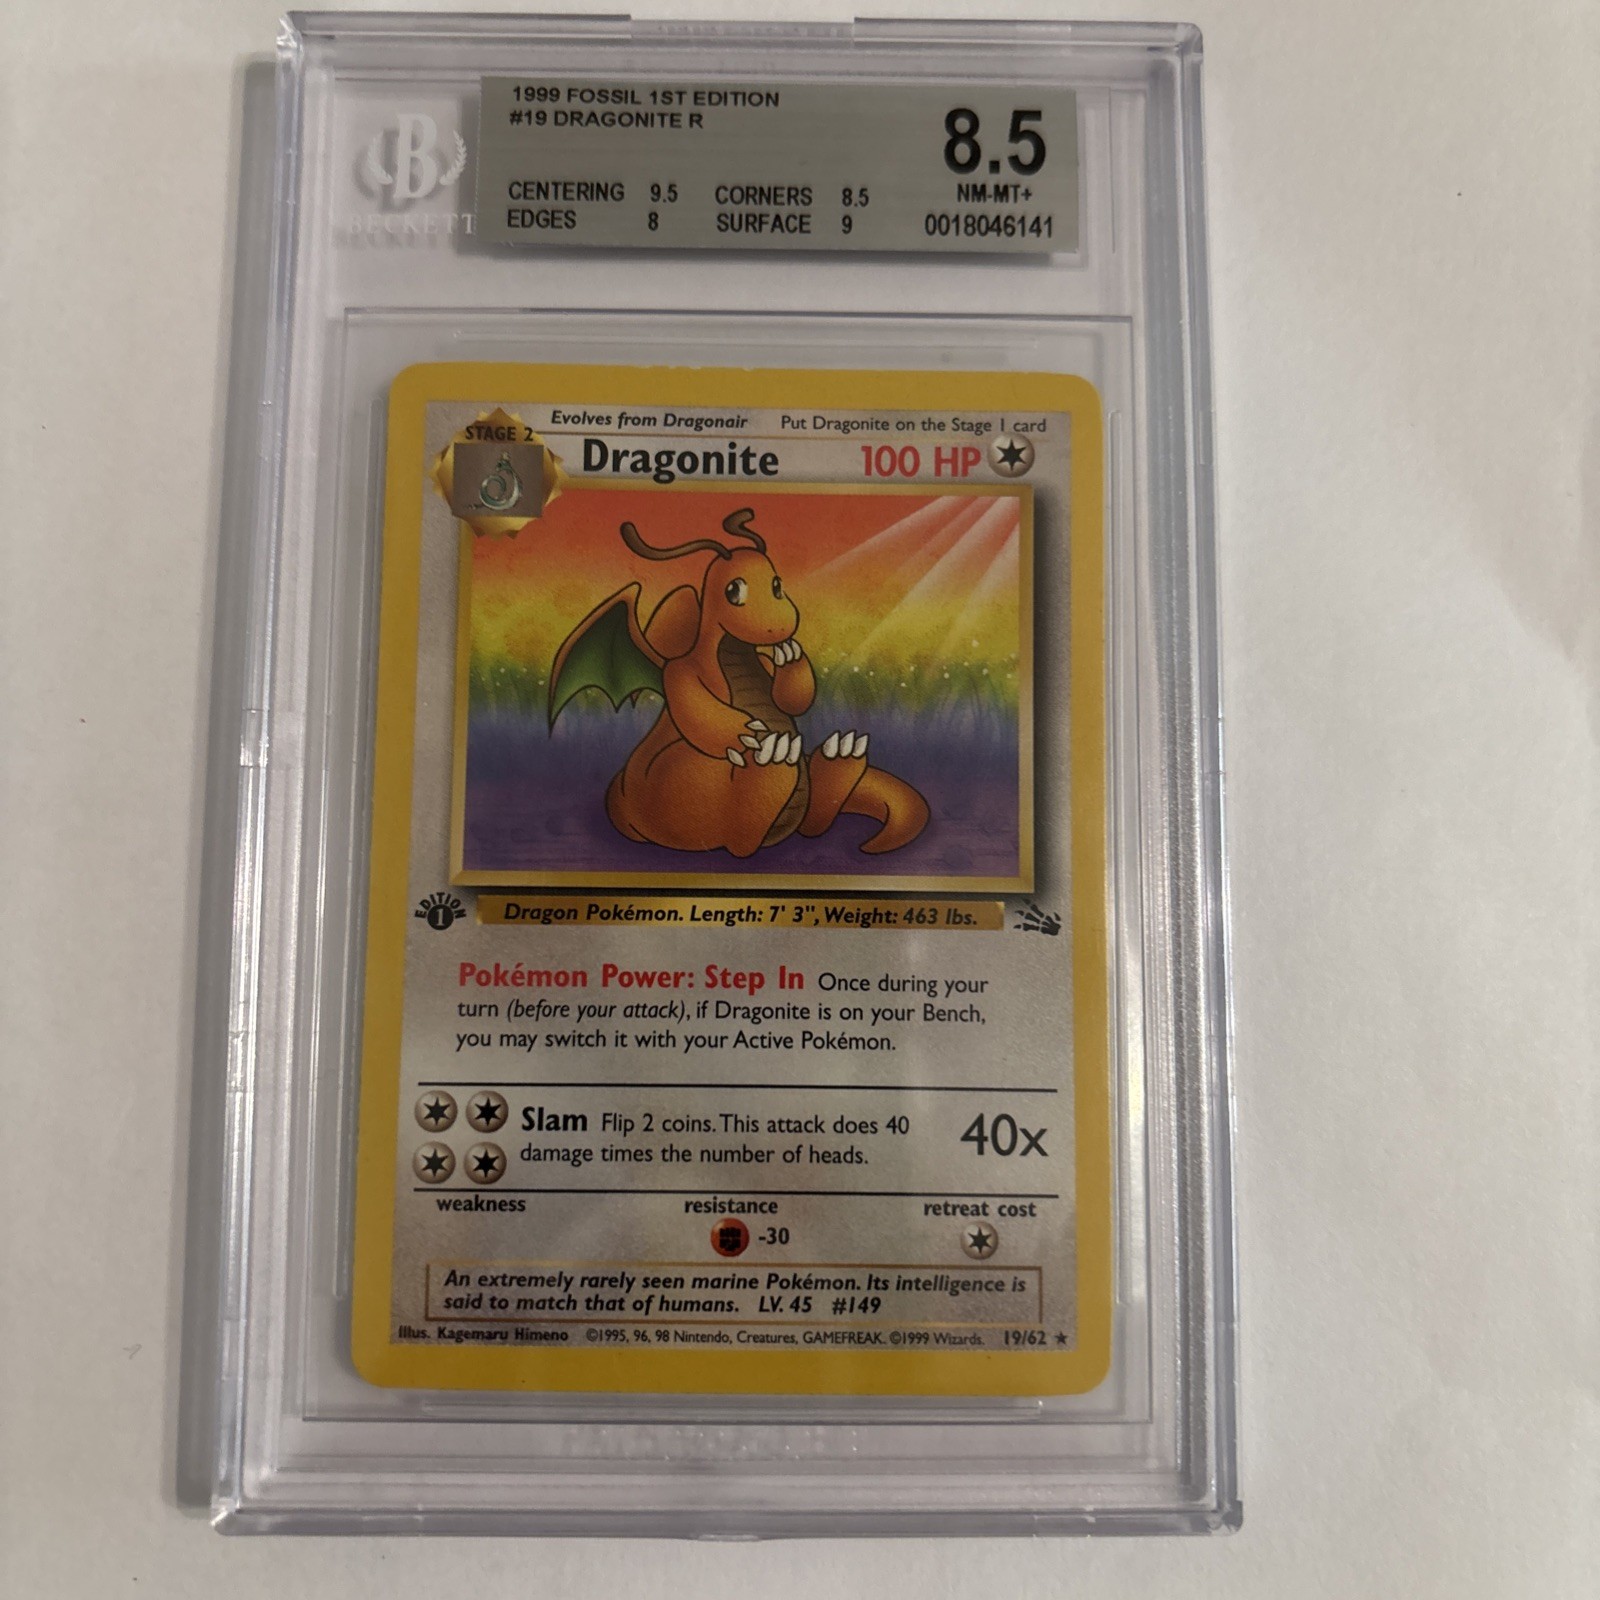 1999 FOSSIL 1ST EDITION
#19 DRAGONITE R
8.5
CENTERING 9.5 CORNERS 8.5
NM-MT+
EDGES 8 SURFACE 9
0018046141
B
BECKETT
Evolves from Dragonair Put Dragonite on the Stage 1 card
STAGE 2
Dragonite 100 HP
EDITION
1
Dragon Pokémon. Length: 7' 3", Weight: 463 lbs.
Pokémon Power: Step In Once during your
turn (before your attack), if Dragonite is on your Bench,
you may switch it with your Active Pokémon.
Slam Flip 2 coins. This attack does 40
damage times the number of heads.
40x
weakness resistance retreat cost
-30
An extremely rarely seen marine Pokémon. Its intelligence is
said to match that of humans. LV. 45 #149
Illus. Kagemaru Himeno ©1995, 96, 98 Nintendo, Creatures, GAMEFREAK. ©1999 Wizards. 19/62 ★